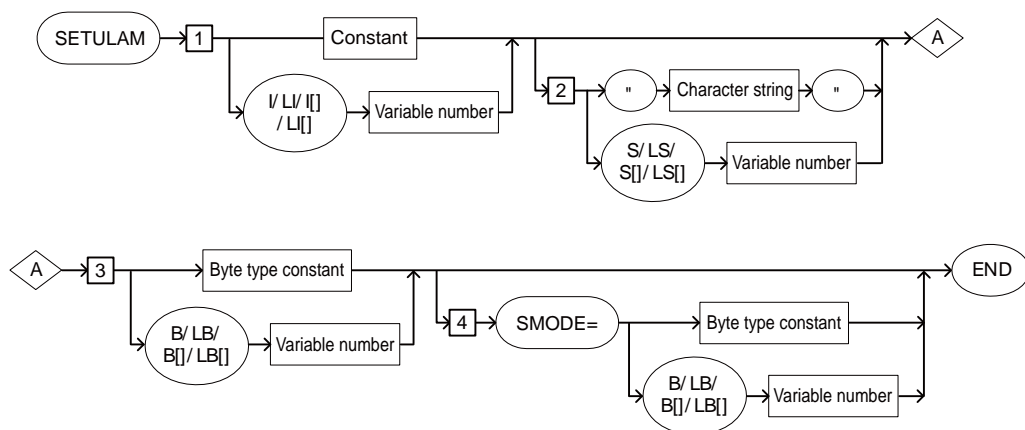 SETULAM
1
Constant
A
I/ LI/ I[]
/ LI[]
Variable number
2
"
Character string
"
S/ LS/
S[]/ LS[]
Variable number
A
3
Byte type constant
END
B/ LB/
B[]/ LB[]
Variable number
4
SMODE=
Byte type constant
B/ LB/
B[]/ LB[]
Variable number